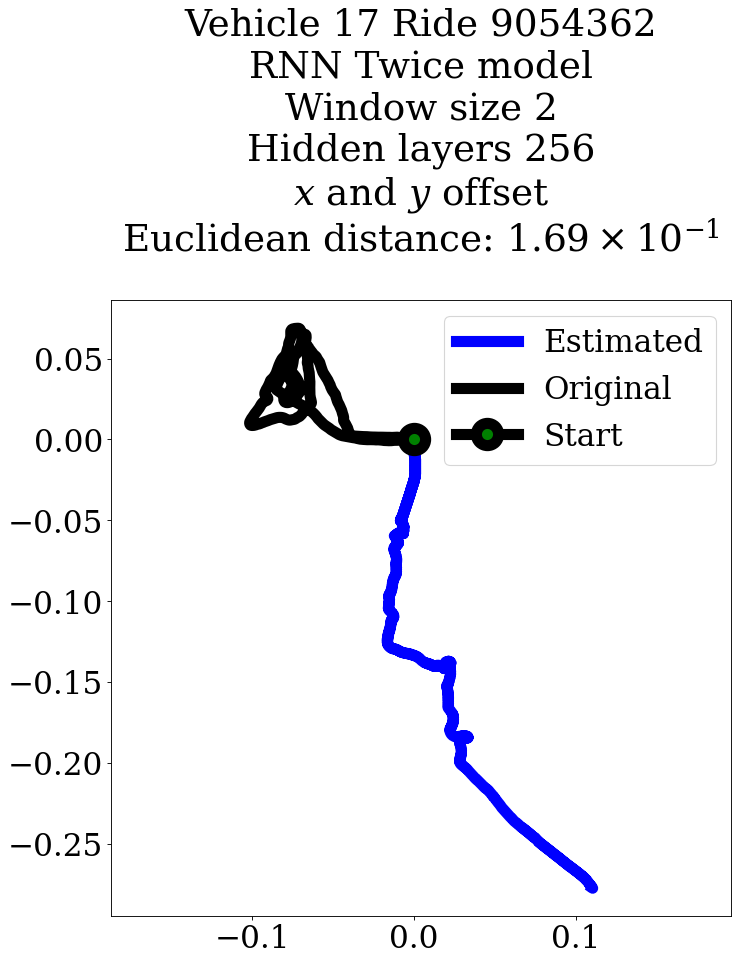 Vehicle 17 Ride 9054362
RNN Twice model
Window size 2
Hidden layers 256
x and y offset
Euclidean distance: 1.69 × 10⁻¹
Estimated
Original
Start
0.05
0.00
−0.05
−0.10
−0.15
−0.20
−0.25
−0.1 0.0 0.1